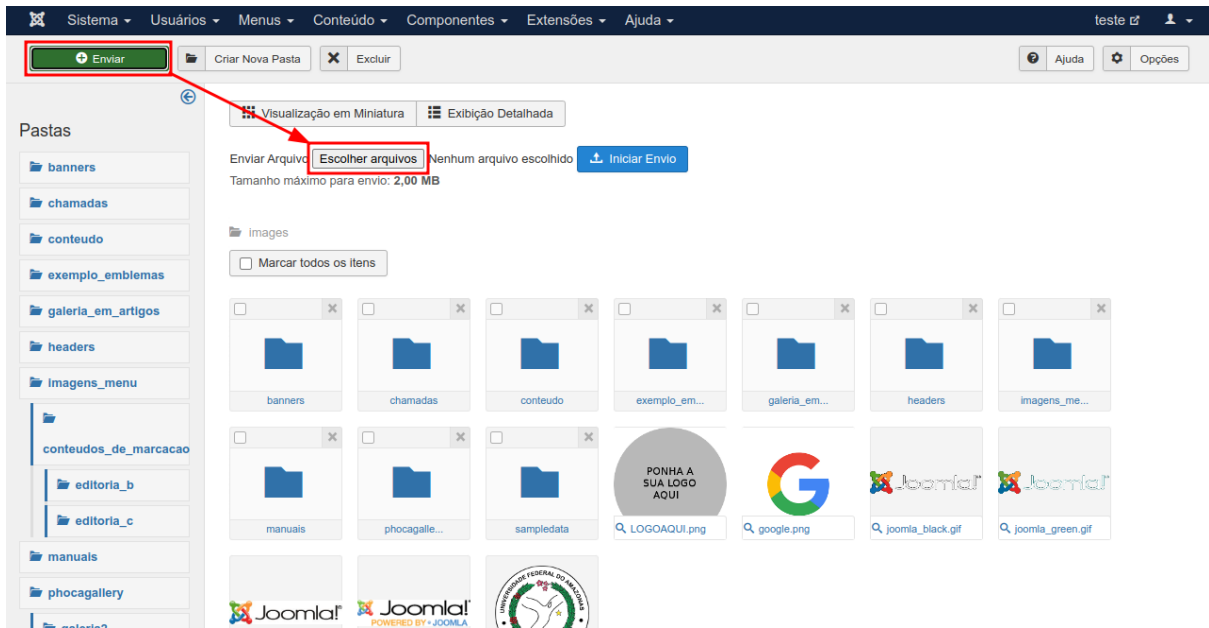 Sistema Usuários Menus Conteúdo Componentes Extensões Ajuda teste
Enviar Criar Nova Pasta Excluir Ajuda Opções
Pastas
banners
chamadas
conteudo
exemplo_emblemas
galeria_em_artigos
headers
imagens_menu
conteudos_de_marcacao
editoria_b
editoria_c
manuais
phocagallery
galeria2
Visualização em Miniatura Exibição Detalhada
Enviar Arquivo Escolher arquivos Nenhum arquivo escolhido Iniciar Envio
Tamanho máximo para envio: 2,00 MB
images
Marcar todos os itens
banners chamadas conteudo exemplo_em... galeria_em... headers imagens_me...
PONHA A
SUA LOGO
AQUI
Joomla! Joomla!
manuais phocagalle... sampledata LOGOAQUI.png google.png joomla_black.gif joomla_green.gif
Joomla! Joomla!
POWERED BY JOOMLA
UNIVERSIDADE FEDERAL DO AMAZONAS